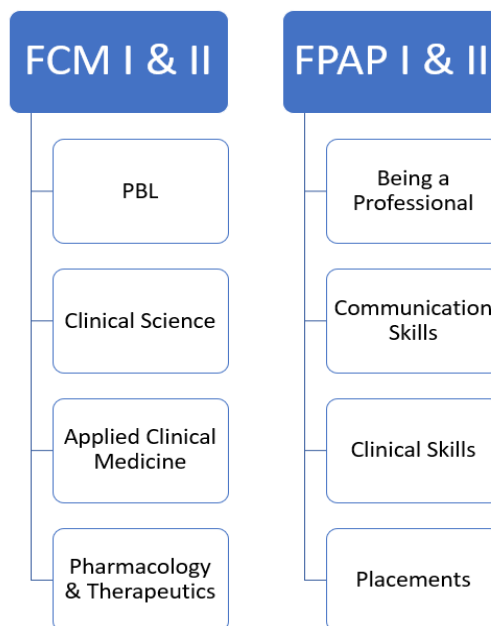 FCM I & II
PBL
Clinical Science
Applied Clinical
Medicine
Pharmacology
& Therapeutics
FPAP I & II
Being a
Professional
Communication
Skills
Clinical Skills
Placements